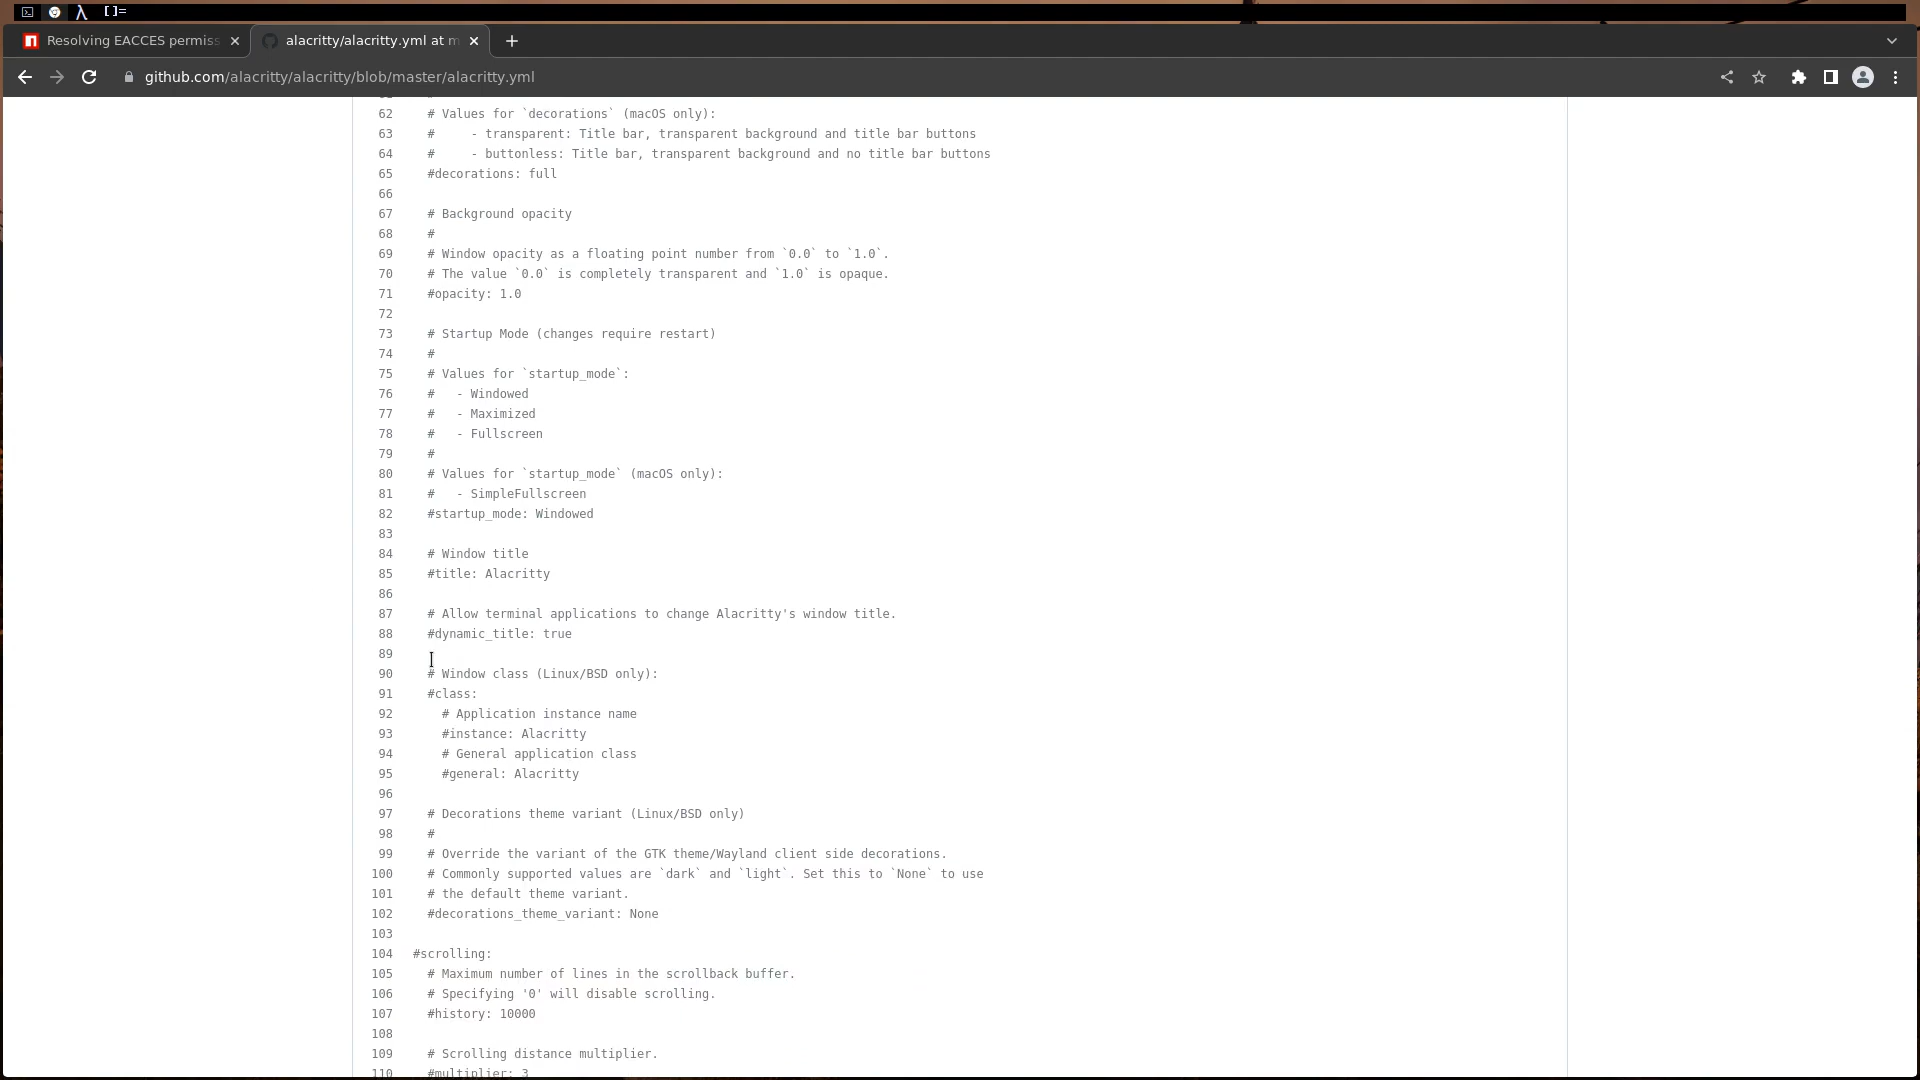 λ []=
Resolving EACCES permiss
alacritty/alacritty.yml at m
github.com/alacritty/alacritty/blob/master/alacritty.yml
62 # Values for `decorations` (macOS only):
63 #     - transparent: Title bar, transparent background and title bar buttons
64 #     - buttonless: Title bar, transparent background and no title bar buttons
65 #decorations: full
66
67 # Background opacity
68 #
69 # Window opacity as a floating point number from `0.0` to `1.0`.
70 # The value `0.0` is completely transparent and `1.0` is opaque.
71 #opacity: 1.0
72
73 # Startup Mode (changes require restart)
74 #
75 # Values for `startup_mode`:
76 #   - Windowed
77 #   - Maximized
78 #   - Fullscreen
79 #
80 # Values for `startup_mode` (macOS only):
81 #   - SimpleFullscreen
82 #startup_mode: Windowed
83
84 # Window title
85 #title: Alacritty
86
87 # Allow terminal applications to change Alacritty's window title.
88 #dynamic_title: true
89
90 # Window class (Linux/BSD only):
91 #class:
92 # Application instance name
93 #instance: Alacritty
94 # General application class
95 #general: Alacritty
96
97 # Decorations theme variant (Linux/BSD only)
98 #
99 # Override the variant of the GTK theme/Wayland client side decorations.
100 # Commonly supported values are `dark` and `light`. Set this to `None` to use
101 # the default theme variant.
102 #decorations_theme_variant: None
103
104 #scrolling:
105 # Maximum number of lines in the scrollback buffer.
106 # Specifying '0' will disable scrolling.
107 #history: 10000
108
109 # Scrolling distance multiplier.
110 #multiplier: 3